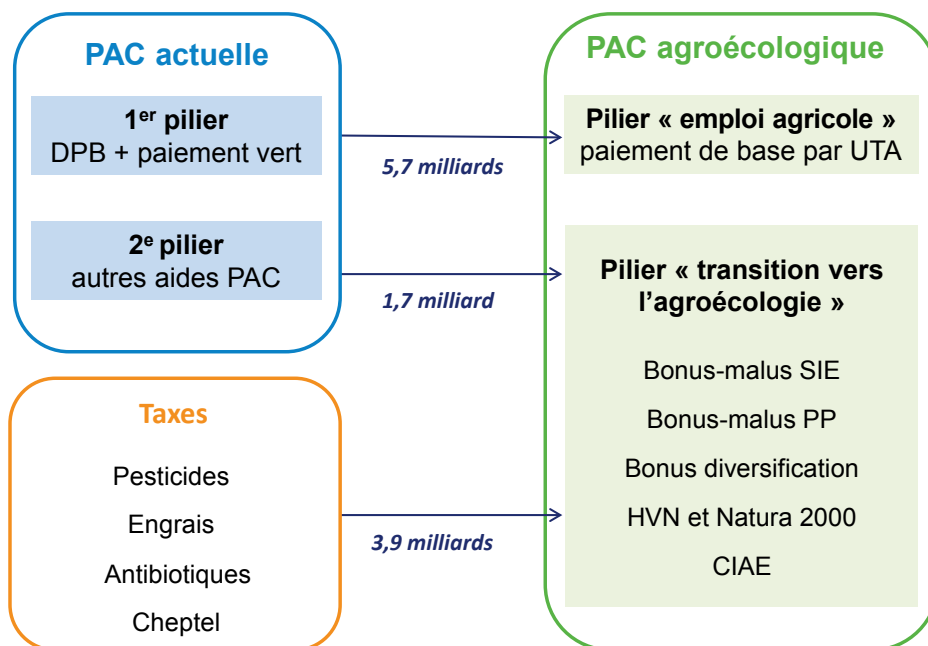 PAC actuelle
1er pilier
DPB + paiement vert
2e pilier
autres aides PAC
5,7 milliards
1,7 milliard
PAC agroécologique
Pilier « emploi agricole »
paiement de base par UTA
Pilier « transition vers
l'agroécologie »
Bonus-malus SIE
Bonus-malus PP
Bonus diversification
HVN et Natura 2000
CIAE
Taxes
Pesticides
Engrais
Antibiotiques
Cheptel
3,9 milliards